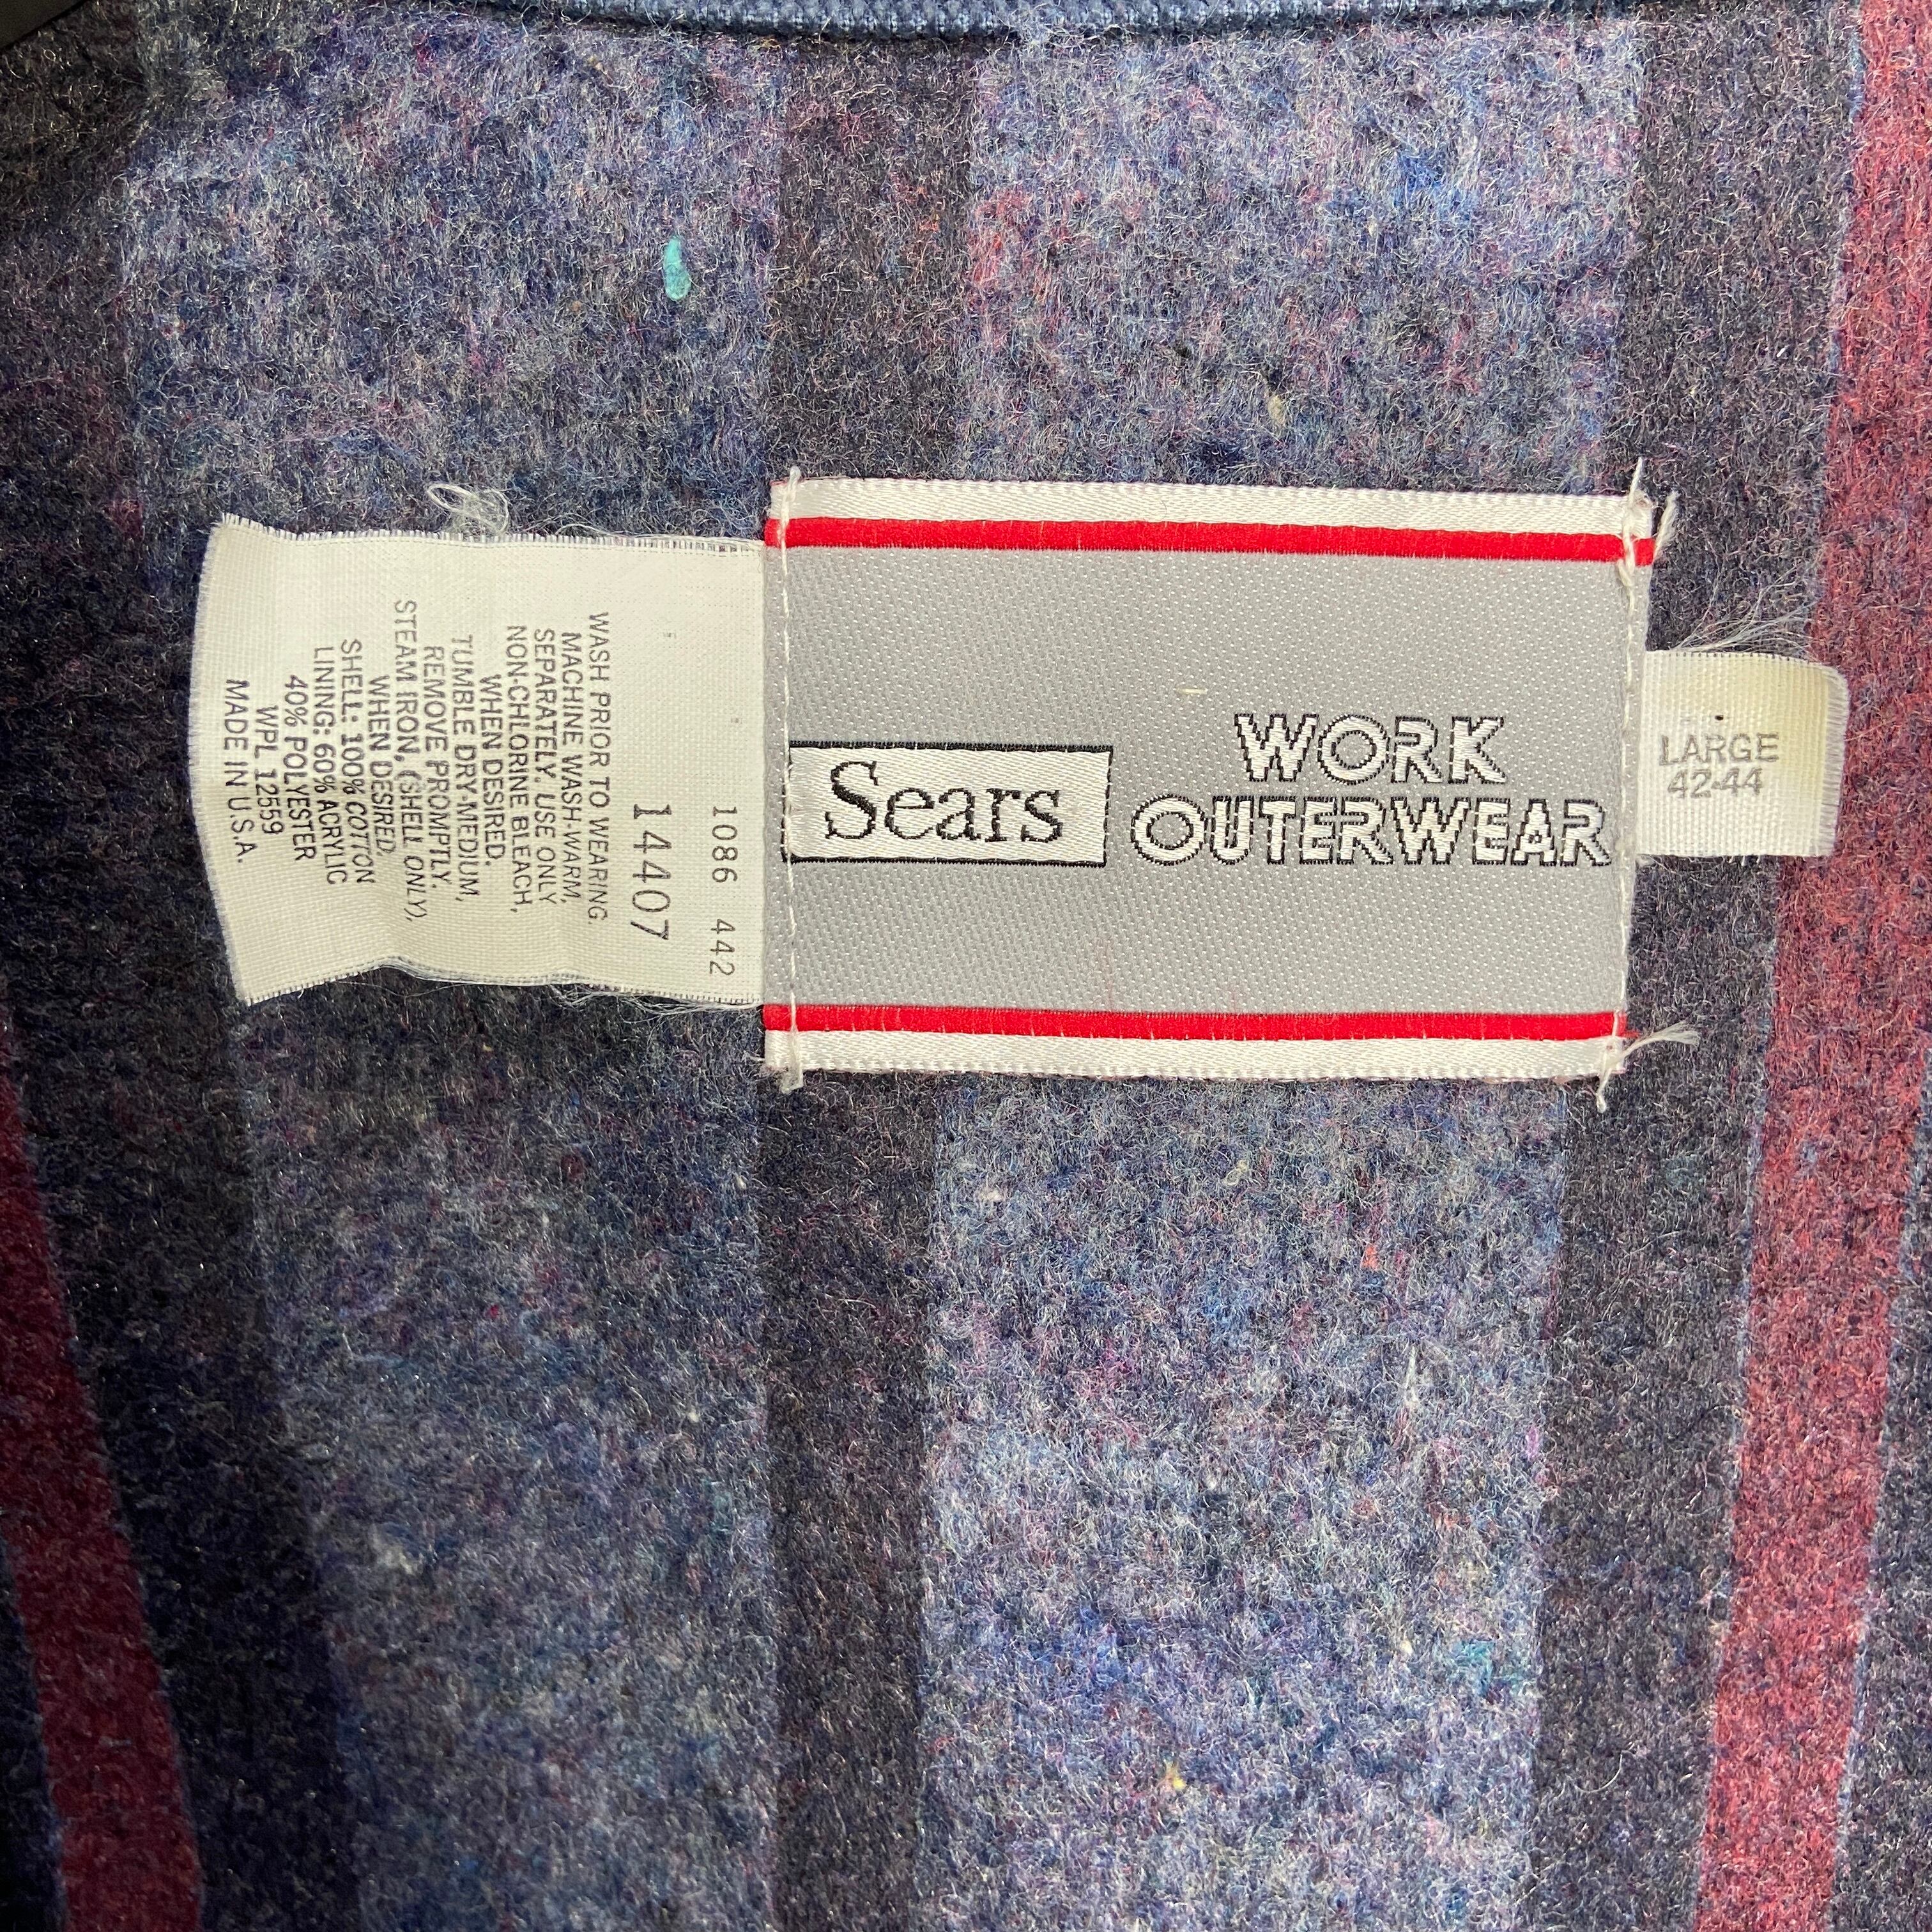 1086 442
14407
WASH PRIOR TO WEARING.
MACHINE WASH-WARM,
SEPARATELY. USE ONLY
NON-CHLORINE BLEACH,
WHEN DESIRED.
TUMBLE DRY-MEDIUM,
REMOVE PROMPTLY.
STEAM IRON, (SHELL ONLY),
WHEN DESIRED.
SHELL: 100% COTTON
LINING: 60% ACRYLIC
40% POLYESTER
WPL 12559
MADE IN U.S.A.
Sears
WORK
OUTERWEAR
LARGE
42-44